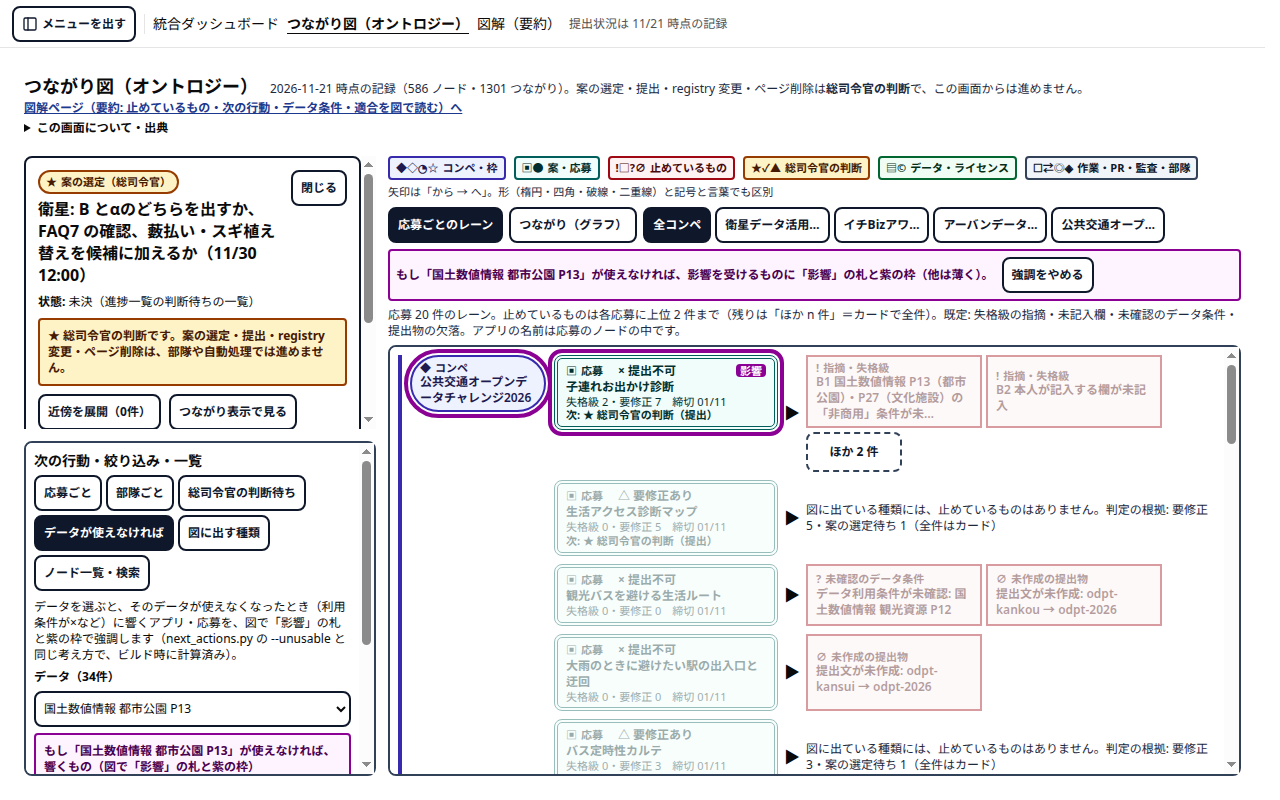 メニューを出す
統合ダッシュボード つながり図（オントロジー） 図解（要約） 提出状況は 11/21 時点の記録
つながり図（オントロジー） 2026-11-21 時点の記録（586 ノード・1301 つながり）。案の選定・提出・registry 変更・ページ削除は総司令官の判断で、この画面からは進めません。
図解ページ（要約: 止めているもの・次の行動・データ条件・適合を図で読む）へ
▶ この画面について・出典
★ 案の選定（総司令官）
閉じる
衛星: B とαのどちらを出すか、
FAQ7 の確認、藪払い・スギ植え
替えを候補に加えるか（11/30
12:00）
状態: 未決（進捗一覧の判断待ちの一覧）
★ 総司令官の判断です。案の選定・提出・registry
変更・ページ削除は、部隊や自動処理では進めませ
ん。
近傍を展開（0件） つながり表示で見る
次の行動・絞り込み・一覧
応募ごと 部隊ごと 総司令官の判断待ち
データが使えなければ 図に出す種類
ノード一覧・検索
データを選ぶと、そのデータが使えなくなったとき（利用
条件が×など）に響くアプリ・応募を、図で「影響」の札
と紫の枠で強調します（next_actions.py の --unusable と
同じ考え方で、ビルド時に計算済み）。
データ（34件）
国土数値情報 都市公園 P13
もし「国土数値情報 都市公園 P13」が使えなければ、
響くもの（図で「影響」の札と紫の枠）
◆◇◔☆ コンペ・枠 ▣● 案・応募 !□?⊘ 止めているもの ★✓▲ 総司令官の判断 ▤© データ・ライセンス ☐⇄◎◆ 作業・PR・監査・部隊
矢印は「から → へ」。形（楕円・四角・破線・二重線）と記号と言葉でも区別
応募ごとのレーン つながり（グラフ） 全コンペ 衛星データ活用… イチBizアワ… アーバンデータ… 公共交通オープ…
もし「国土数値情報 都市公園 P13」が使えなければ、影響を受けるものに「影響」の札と紫の枠（他は薄く）。 強調をやめる
応募 20 件のレーン。止めているものは各応募に上位 2 件まで（残りは「ほか n 件」＝カードで全件）。既定: 失格級の指摘・未記入欄・未確認のデータ条件・
提出物の欠落。アプリの名前は応募のノードの中です。
◆ コンペ
公共交通オープンデ
ータチャレンジ2026
▣ 応募 × 提出不可 影響
子連れお出かけ診断
失格級 2・要修正 7 締切 01/11
次: ★ 総司令官の判断（提出）
! 指摘・失格級
B1 国土数値情報 P13（都市
公園）・P27（文化施設）の
「非商用」条件が未…
! 指摘・失格級
B2 本人が記入する欄が未記
入
ほか 2 件
▣ 応募 △ 要修正あり
生活アクセス診断マップ
失格級 0・要修正 5 締切 01/11
次: ★ 総司令官の判断（提出）
図に出ている種類には、止めているものはありません。判定の根拠: 要修正
5・案の選定待ち 1（全件はカード）
▣ 応募 × 提出不可
観光バスを避ける生活ルート
失格級 0・要修正 0 締切 01/11
? 未確認のデータ条件
データ利用条件が未確認: 国
土数値情報 観光資源 P12
⊘ 未作成の提出物
提出文が未作成: odpt-
kankou → odpt-2026
▣ 応募 × 提出不可
大雨のときに避けたい駅の出入口と
迂回
失格級 0・要修正 0 締切 01/11
⊘ 未作成の提出物
提出文が未作成: odpt-
kansui → odpt-2026
▣ 応募 △ 要修正あり
バス定時性カルテ
失格級 0・要修正 3 締切 01/11
図に出ている種類には、止めているものはありません。判定の根拠: 要修正
3・案の選定待ち 1（全件はカード）